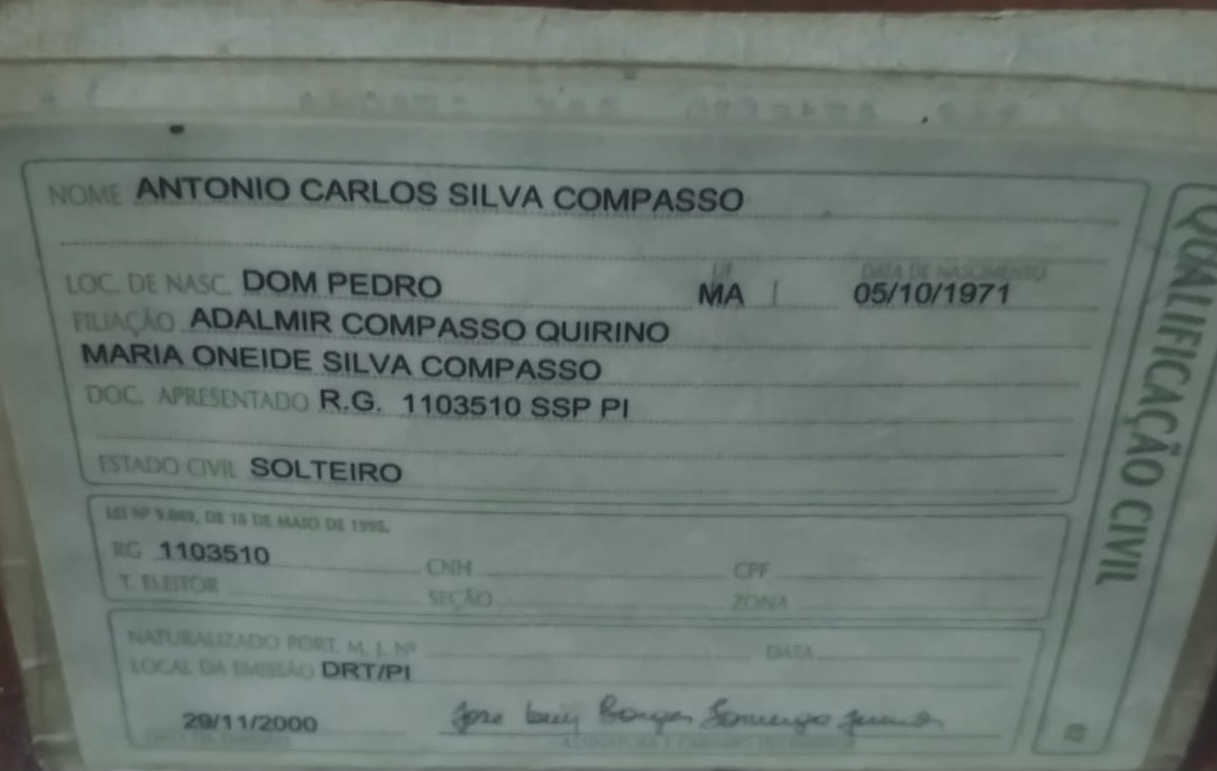 NOME ANTONIO CARLOS SILVA COMPASSO
LOC. DE NASC. DOM PEDRO UF MA DATA DE NASCIMENTO 05/10/1971
FILIAÇÃO ADALMIR COMPASSO QUIRINO
MARIA ONEIDE SILVA COMPASSO
DOC. APRESENTADO R.G. 1103510 SSP PI
ESTADO CIVIL SOLTEIRO
LEI Nº 9.049, DE 18 DE MAIO DE 1995.
RG 1103510 CNH CPF
T. ELEITOR SEÇÃO ZONA
NATURALIZADO PORT. M. J. Nº DATA
LOCAL DA EMISSÃO DRT/PI
29/11/2000
QUALIFICAÇÃO CIVIL
02